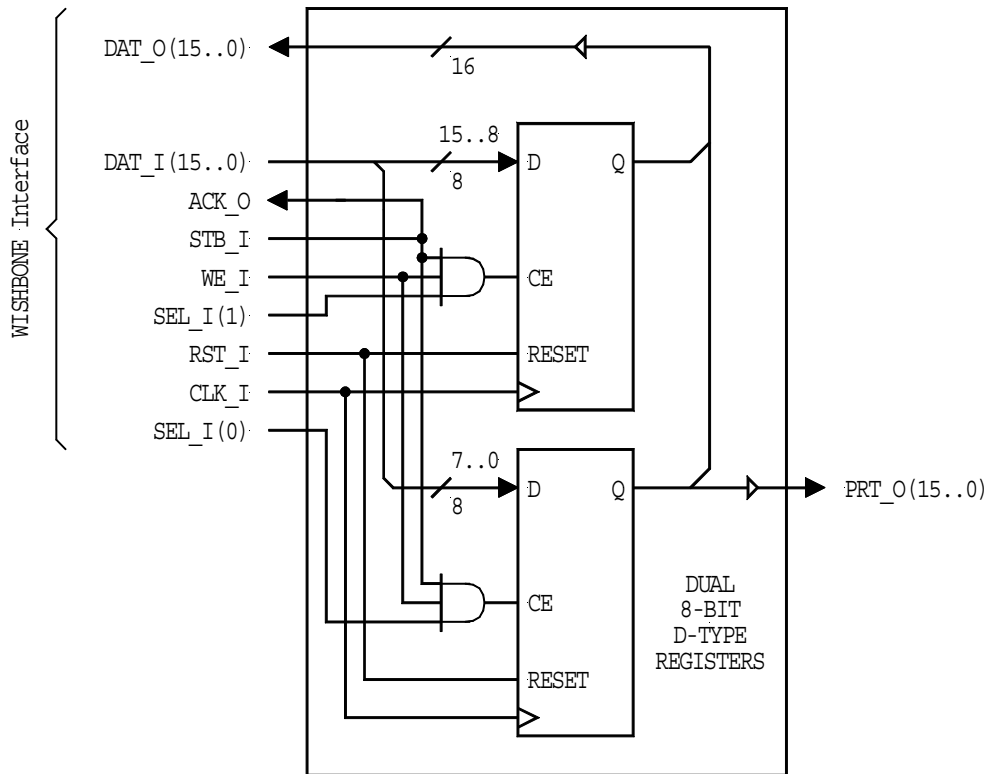 WISHBONE Interface
DAT_O(15..0)
16
DAT_I(15..0)
15..8
8
D
Q
ACK_O
STB_I
WE_I
CE
SEL_I(1)
RST_I
RESET
CLK_I
SEL_I(0)
7..0
8
D
Q
PRT_O(15..0)
CE
DUAL
8-BIT
D-TYPE
REGISTERS
RESET